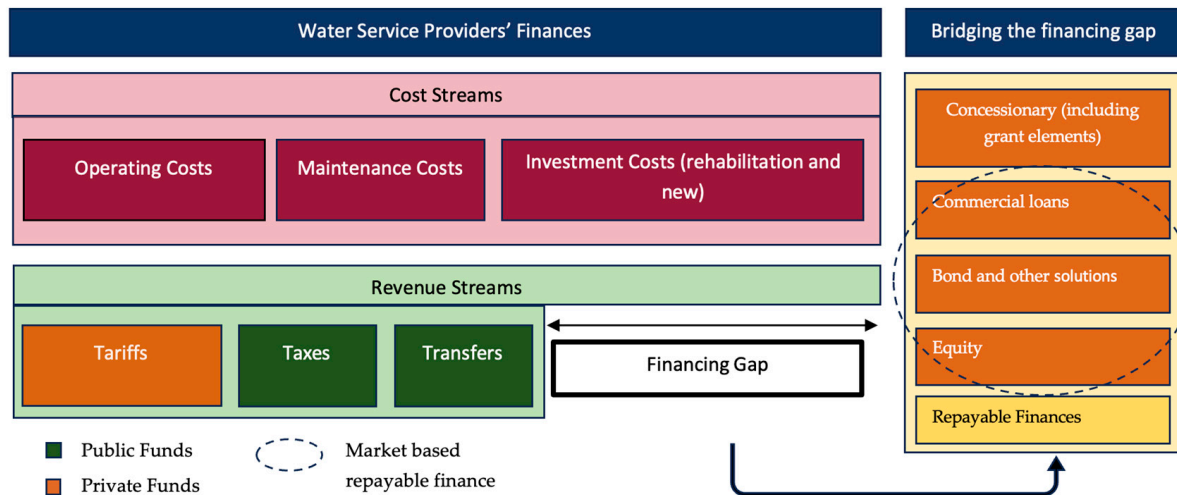 Water Service Providers’ Finances
Bridging the financing gap
Cost Streams
Operating Costs
Maintenance Costs
Investment Costs (rehabilitation and
new)
Revenue Streams
Tariffs
Taxes
Transfers
Financing Gap
Public Funds
Private Funds
Market based
repayable finance
Concessionary (including
grant elements)
Commercial loans
Bond and other solutions
Equity
Repayable Finances